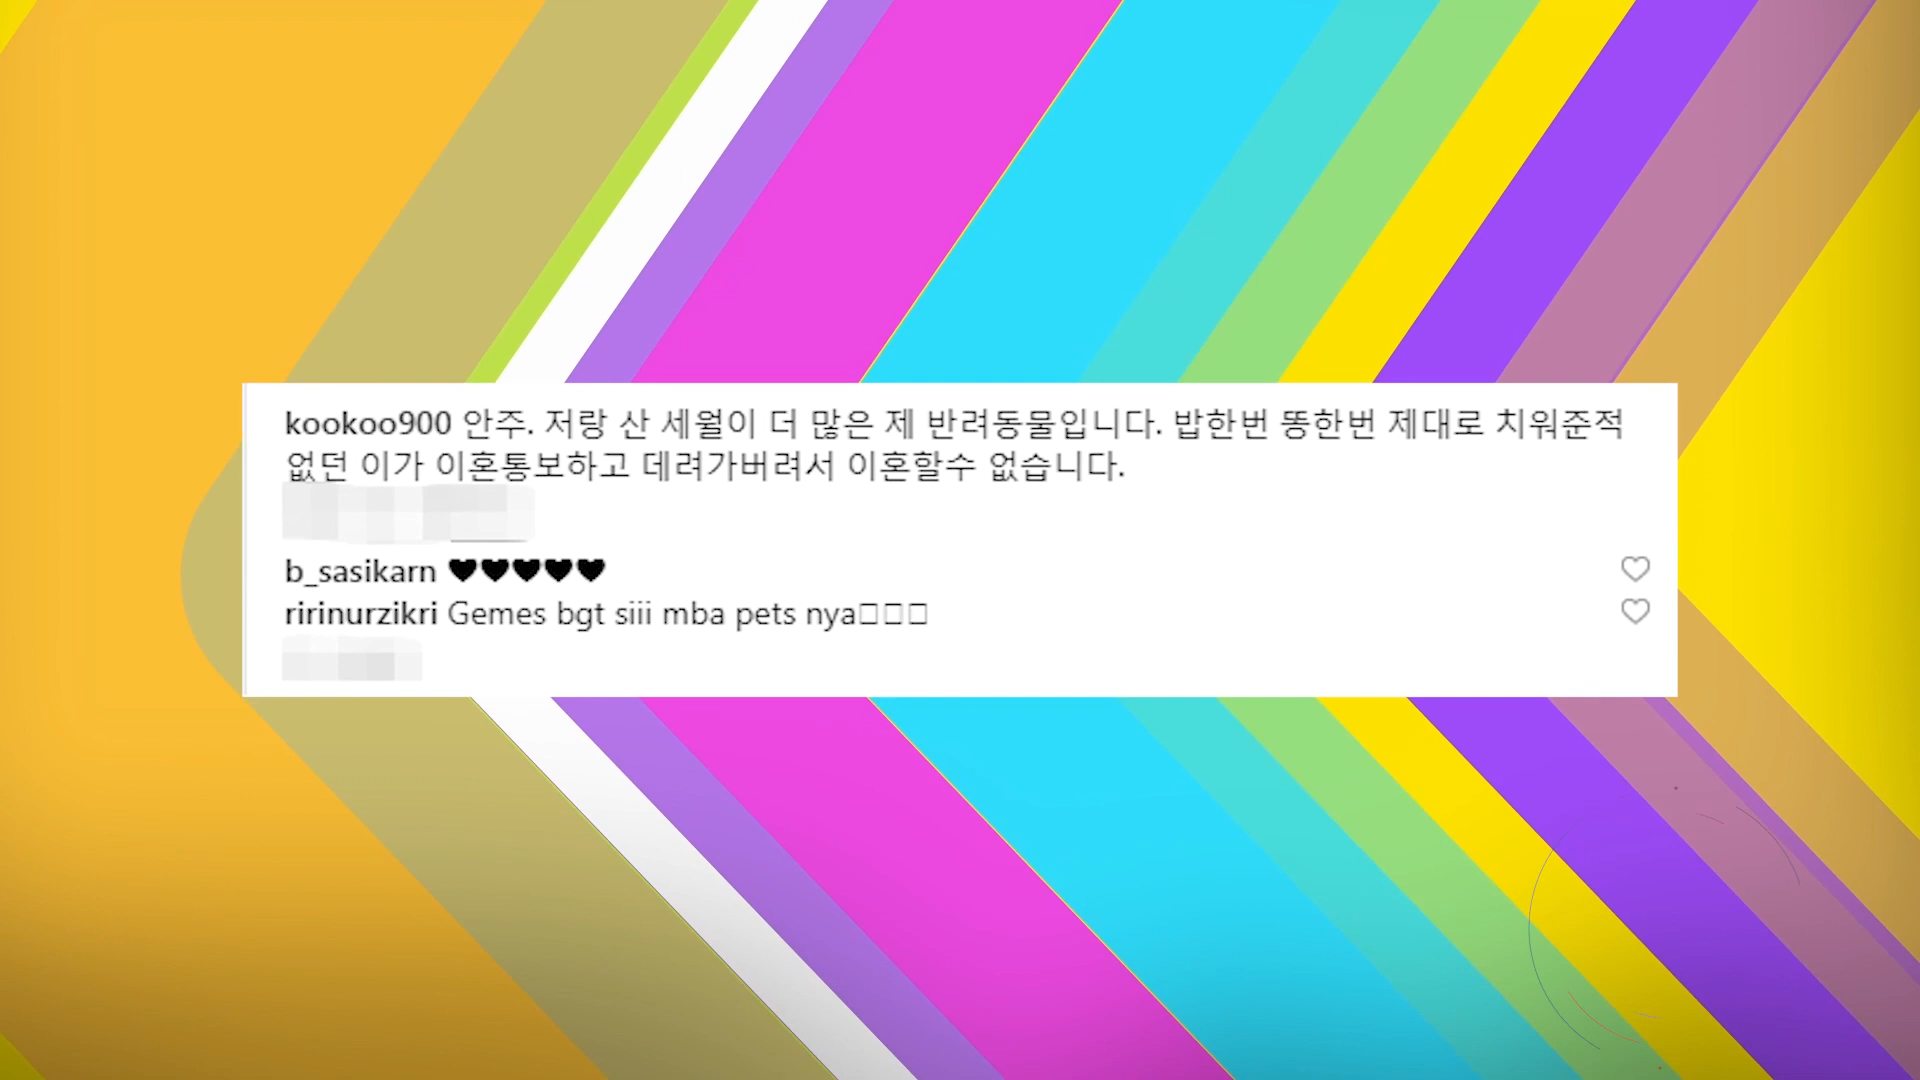 kookoo900 안주. 저랑 산 세월이 더 많은 제 반려동물입니다. 밥한번 똥한번 제대로 치워준적
없던 이가 이혼통보하고 데려가버려서 이혼할수 없습니다.
b_sasikarn 🖤🖤🖤🖤🖤
ririnurzikri Gemes bgt siii mba pets nya□□□